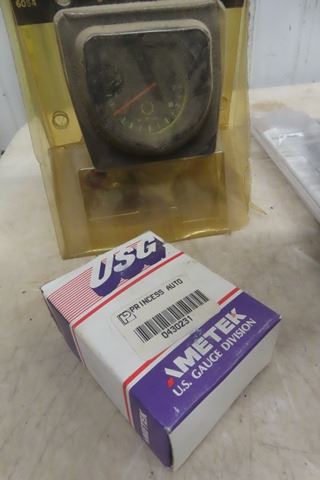 6054
USG
PRINCESS AUTO
0430231
AMETEK
U.S. GAUGE DIVISION